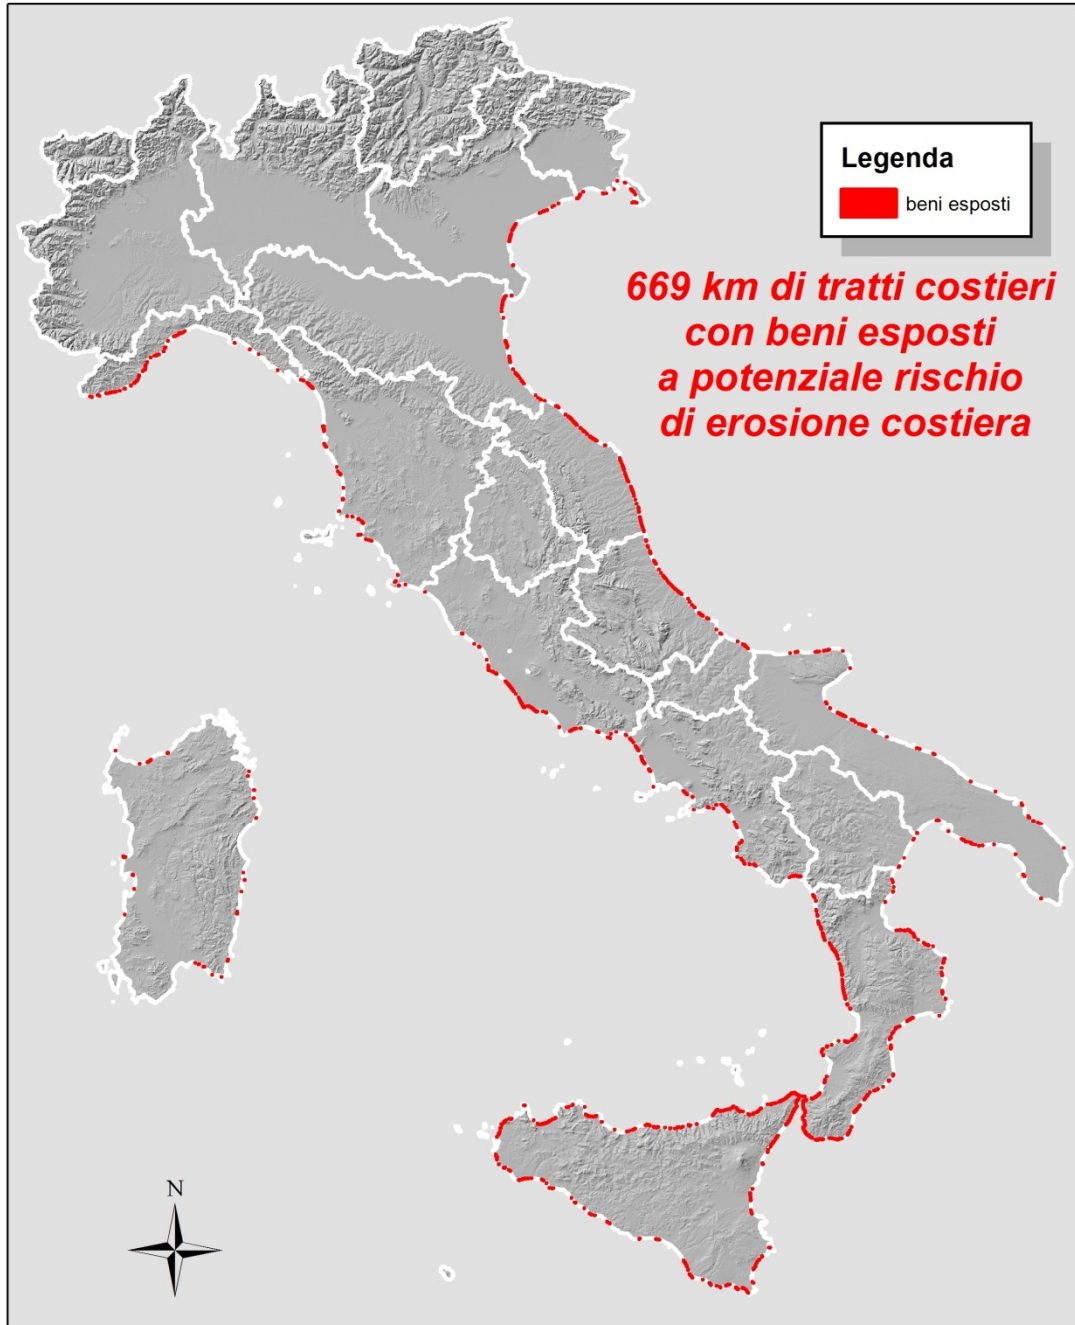 Legenda
beni esposti
669 km di tratti costieri
con beni esposti
a potenziale rischio
di erosione costiera
N